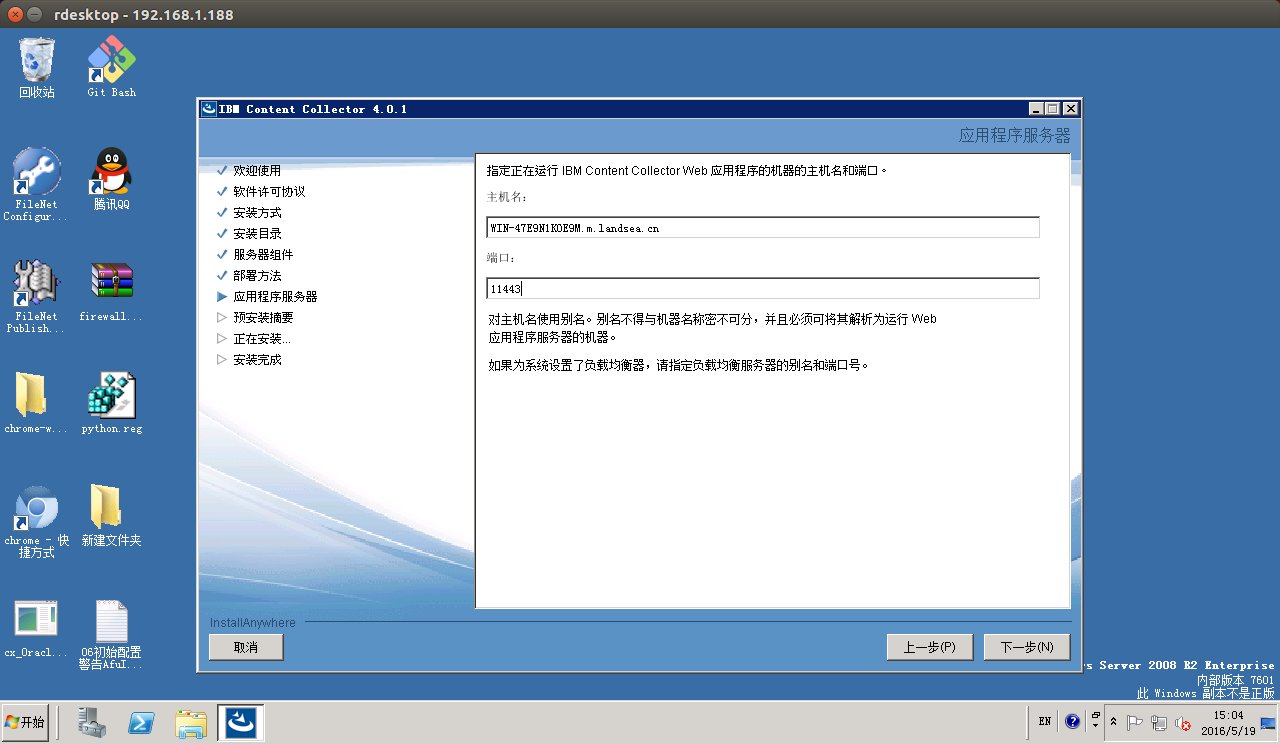 rdesktop - 192.168.1.188
回收站
Git Bash
FileNet
Configur...
腾讯QQ
FileNet
Publish...
firewall...
chrome-w...
python.reg
chrome - 快
捷方式
新建文件夹
cx_Oracl...
06初始配置
警告AfuI...
IBM Content Collector 4.0.1
应用程序服务器
欢迎使用
软件许可协议
安装方式
安装目录
服务器组件
部署方法
应用程序服务器
预安装摘要
正在安装...
安装完成
指定正在运行 IBM Content Collector Web 应用程序的机器的主机名和端口。
主机名：
WIN-47E9N1KOE9M.m.landsea.cn
端口：
11443
对主机名使用别名。别名不得与机器名称密不可分，并且必须可将其解析为运行 Web
应用程序服务器的机器。
如果为系统设置了负载均衡器，请指定负载均衡服务器的别名和端口号。
InstallAnywhere
取消
上一步(P)
下一步(N)
s Server 2008 R2 Enterprise
内部版本 7601
此 Windows 副本不是正版
开始
EN
15:04
2016/5/19